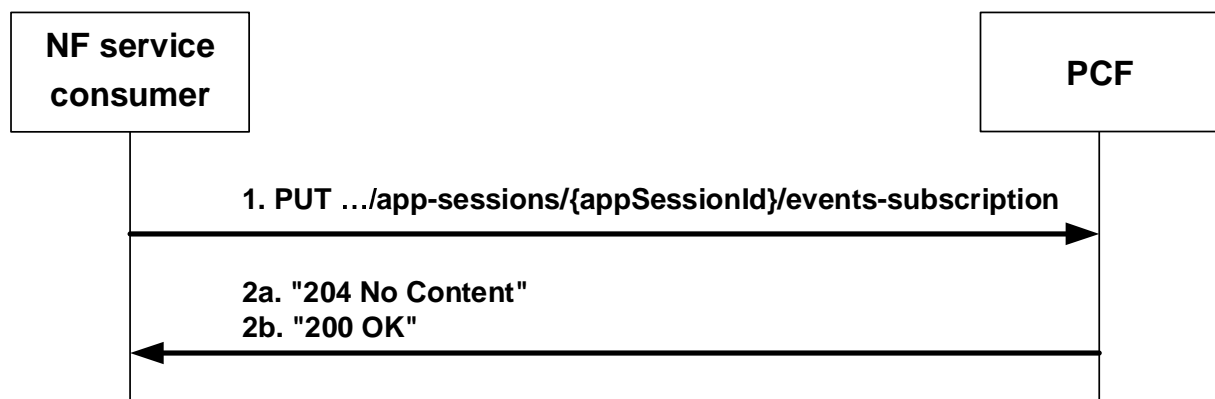 NF service
consumer
PCF
1. PUT …/app-sessions/{appSessionId}/events-subscription
2a. "204 No Content"
2b. "200 OK"